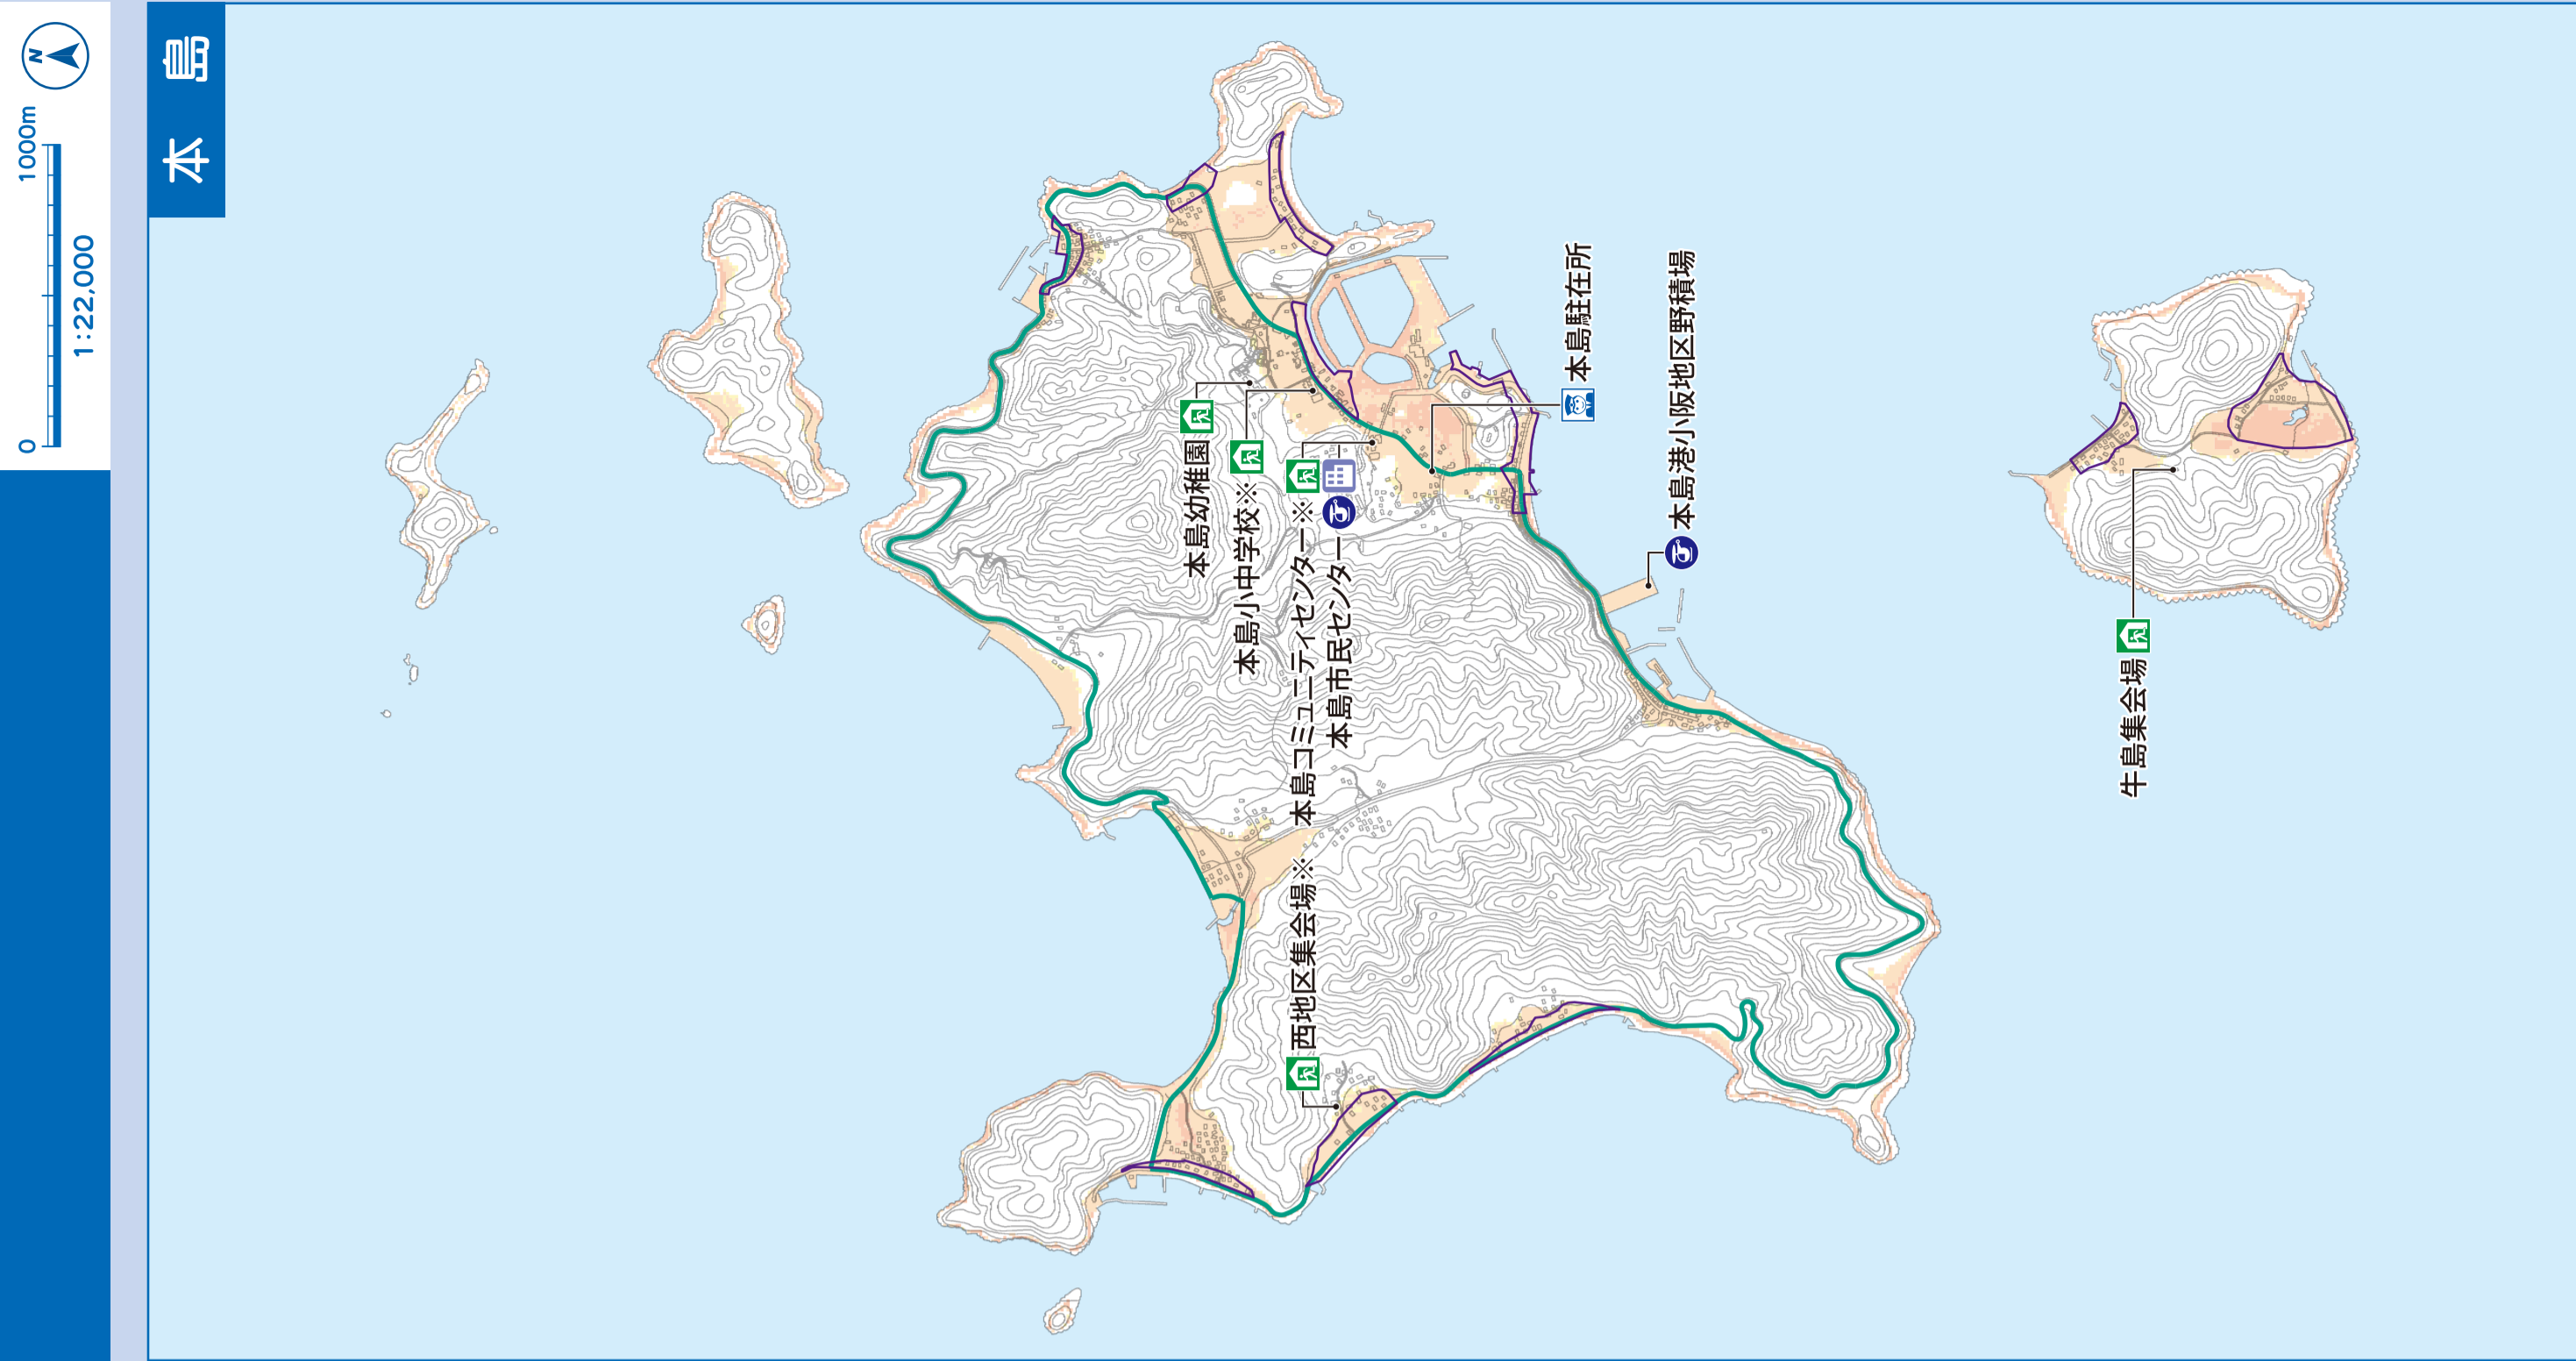 本島
N
0 1000m
1:22,000
本島幼稚園
本島小中学校※
本島コミュニティセンター※
本島市民センター
本島駐在所
本島港小阪地区野積場
西地区集会場※
牛島集会場